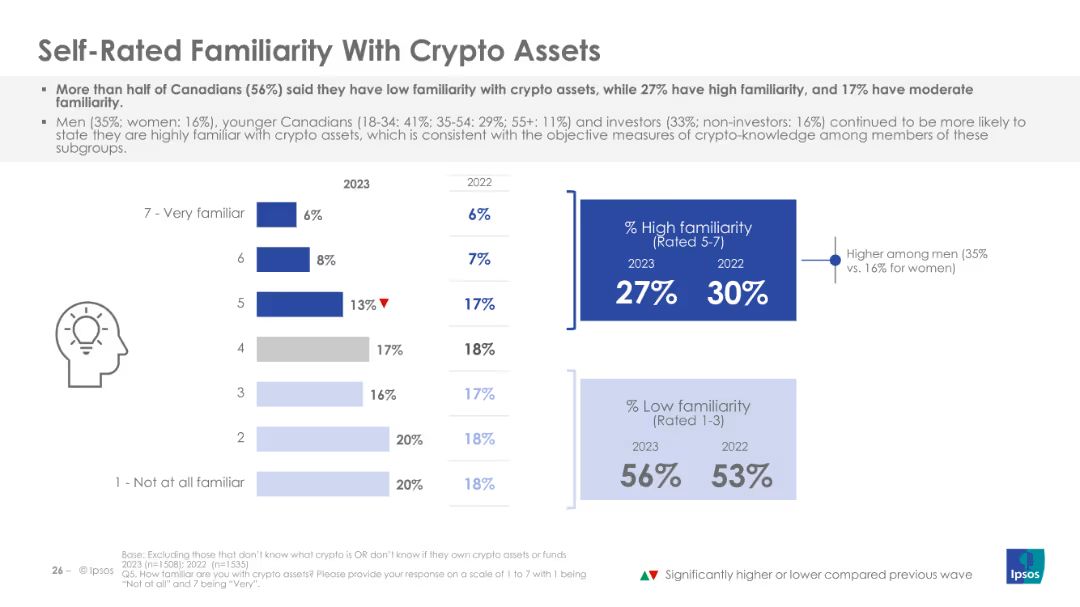 Self-Rated Familiarity With Crypto Assets
▪ More than half of Canadians (56%) said they have low familiarity with crypto assets, while 27% have high familiarity, and 17% have moderate
familiarity.
▪ Men (35%; women: 16%), younger Canadians (18-34: 41%; 35-54: 29%; 55+: 11%) and investors (33%; non-investors: 16%) continued to be more likely to
state they are highly familiar with crypto assets, which is consistent with the objective measures of crypto-knowledge among members of these
subgroups.
2023 2022
7 - Very familiar 6% 6%
6 8% 7%
5 13% 17%
4 17% 18%
3 16% 17%
2 20% 18%
1 - Not at all familiar 20% 18%
% High familiarity
(Rated 5-7)
2023 2022
27% 30%
Higher among men (35%
vs. 16% for women)
% Low familiarity
(Rated 1-3)
2023 2022
56% 53%
26 – © Ipsos
Base: Excluding those that don't know what crypto is OR don't know if they own crypto assets or funds
2023 (n=1508); 2022 (n=1535)
Q5. How familiar are you with crypto assets? Please provide your response on a scale of 1 to 7 with 1 being
"Not at all" and 7 being "Very".
Significantly higher or lower compared previous wave
Ipsos